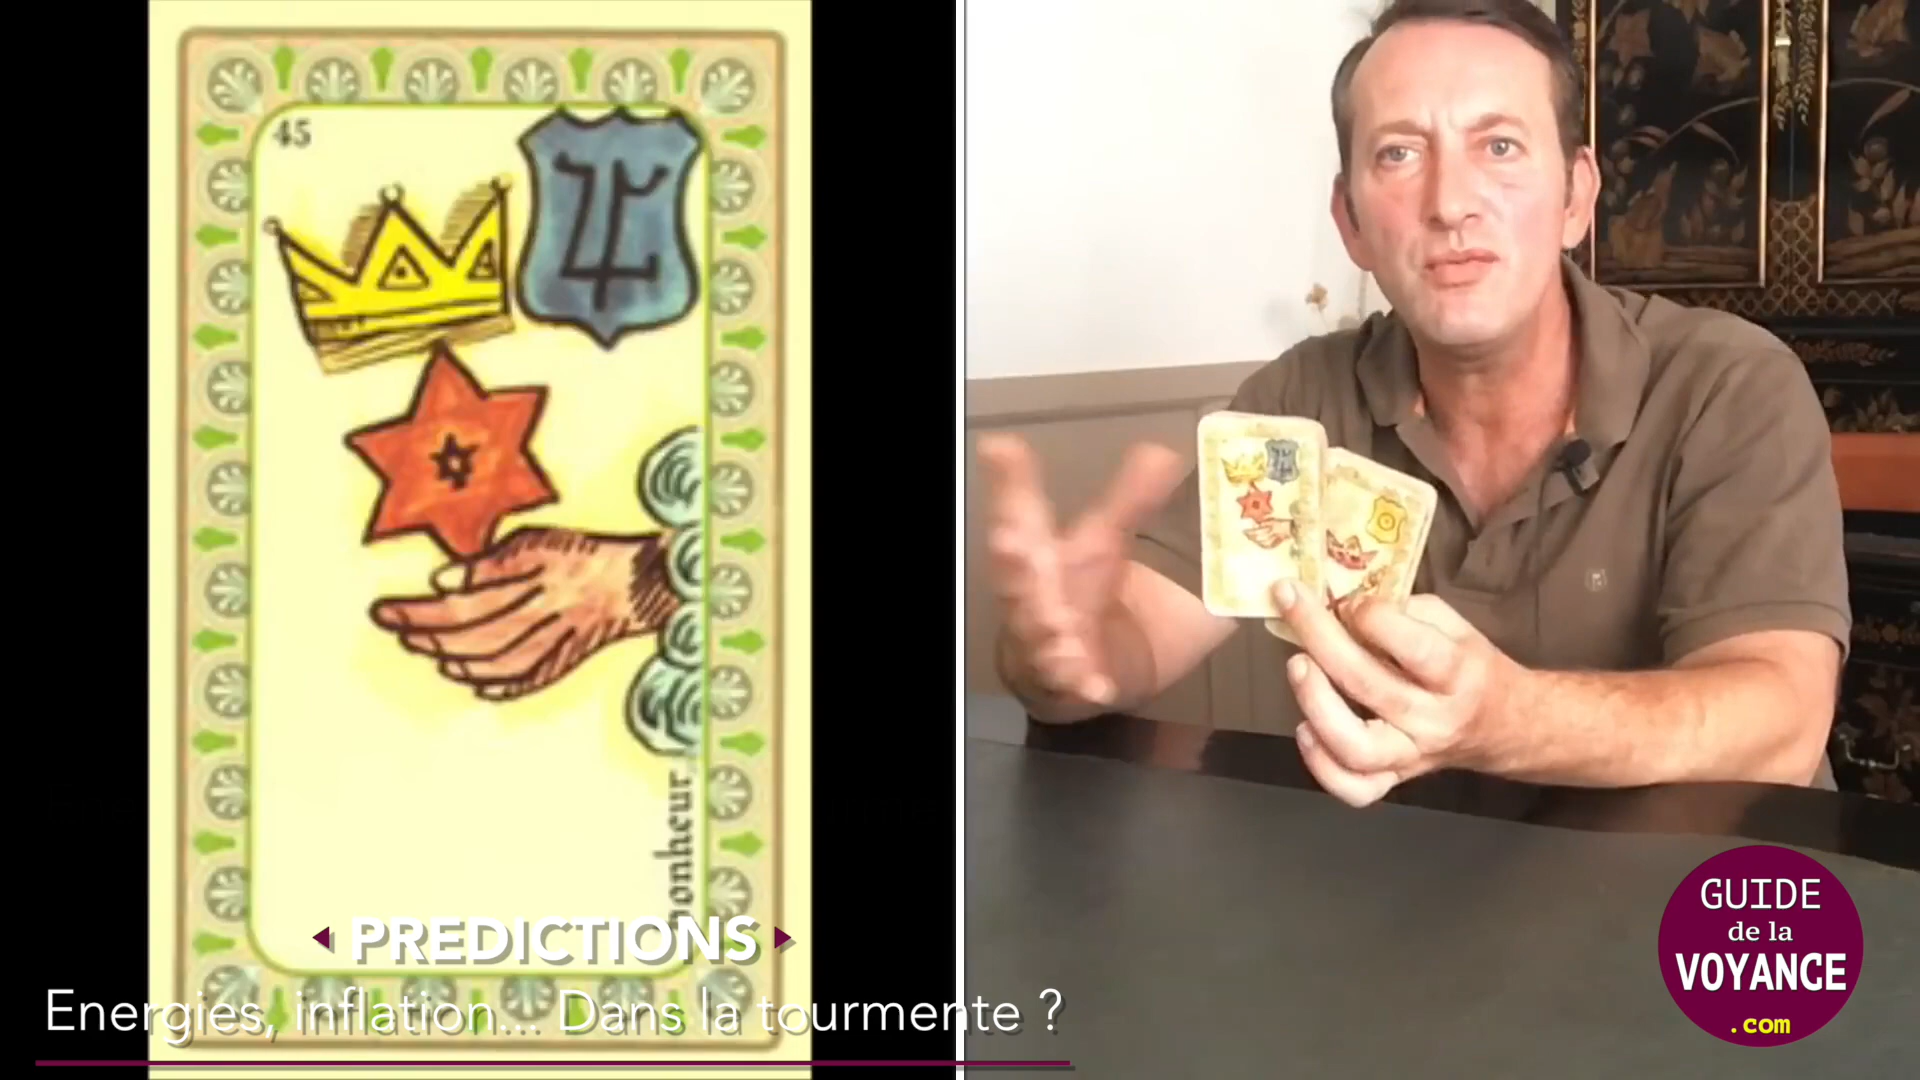 45
bonheur
PREDICTIONS
Energies, inflation... Dans la tourmente ?
GUIDE
de la
VOYANCE
.com